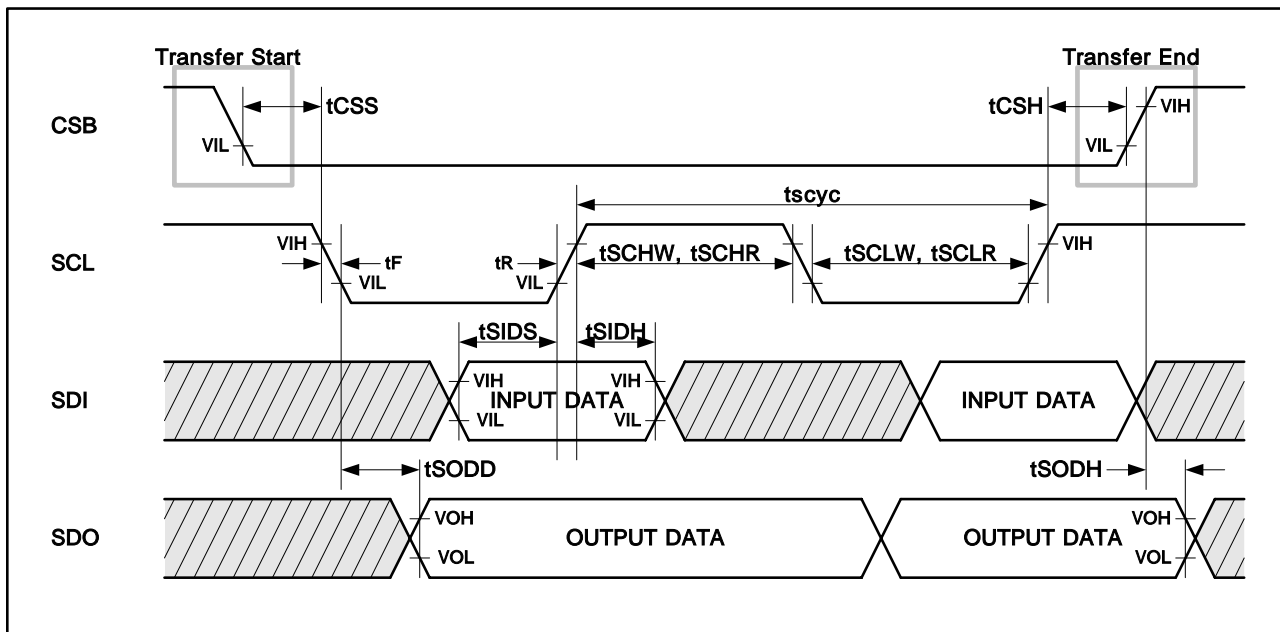 Transfer Start
Transfer End
CSB
tCSS
tCSH
VIH
VIL
VIL
tscyc
SCL
VIH
tF
VIL
tR
VIL
tSCHW, tSCHR
tSCLW, tSCLR
VIH
tSIDS
tSIDH
SDI
VIH
VIH
INPUT DATA
VIL
VIL
INPUT DATA
tSODD
tSODH
SDO
VOH
VOL
OUTPUT DATA
OUTPUT DATA
VOH
VOL